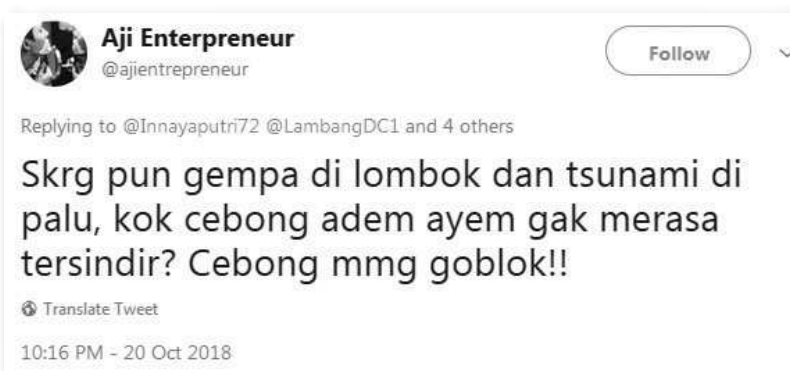 Aji Enterpreneur
@ajientrepreneur
Follow
Replying to @Innayaputri72 @LambangDC1 and 4 others
Skrg pun gempa di lombok dan tsunami di
palu, kok cebong adem ayem gak merasa
tersindir? Cebong mmg goblok!!
Translate Tweet
10:16 PM - 20 Oct 2018